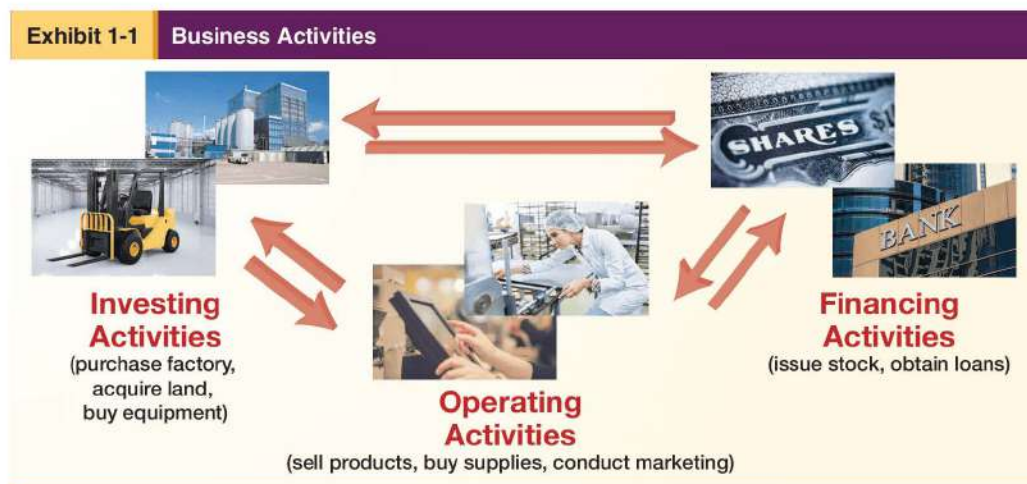 Exhibit 1-1 Business Activities
SHARES
BANK
Investing
Activities
(purchase factory,
acquire land,
buy equipment)
Financing
Activities
(issue stock, obtain loans)
Operating
Activities
(sell products, buy supplies, conduct marketing)